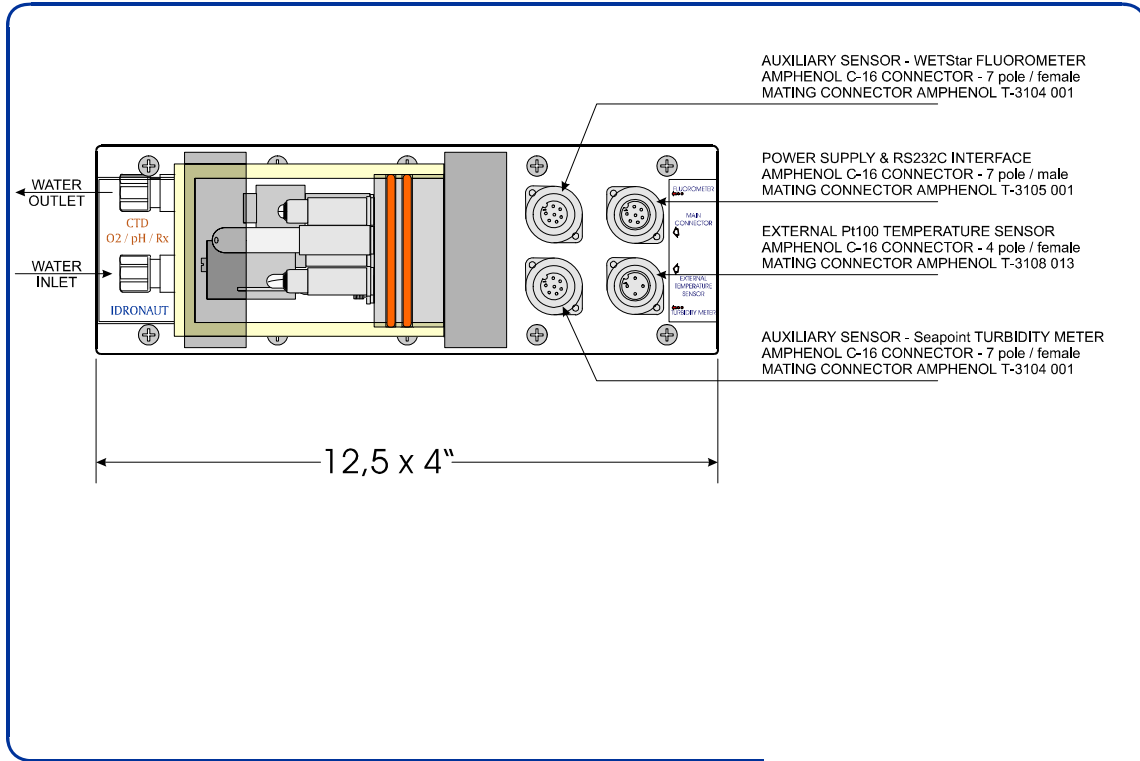 AUXILIARY SENSOR - WETStar FLUOROMETER
AMPHENOL C-16 CONNECTOR - 7 pole / female
MATING CONNECTOR AMPHENOL T-3104 001
POWER SUPPLY & RS232C INTERFACE
AMPHENOL C-16 CONNECTOR - 7 pole / male
MATING CONNECTOR AMPHENOL T-3105 001
EXTERNAL Pt100 TEMPERATURE SENSOR
AMPHENOL C-16 CONNECTOR - 4 pole / female
MATING CONNECTOR AMPHENOL T-3108 013
AUXILIARY SENSOR - Seapoint TURBIDITY METER
AMPHENOL C-16 CONNECTOR - 7 pole / female
MATING CONNECTOR AMPHENOL T-3104 001
WATER
OUTLET
WATER
INLET
CTD
O2 / pH / Rx
IDRONAUT
FLUOROMETER
MAIN
CONNECTOR
EXTERNAL
TEMPERATURE
SENSOR
TURBIDITY METER
12,5 x 4"